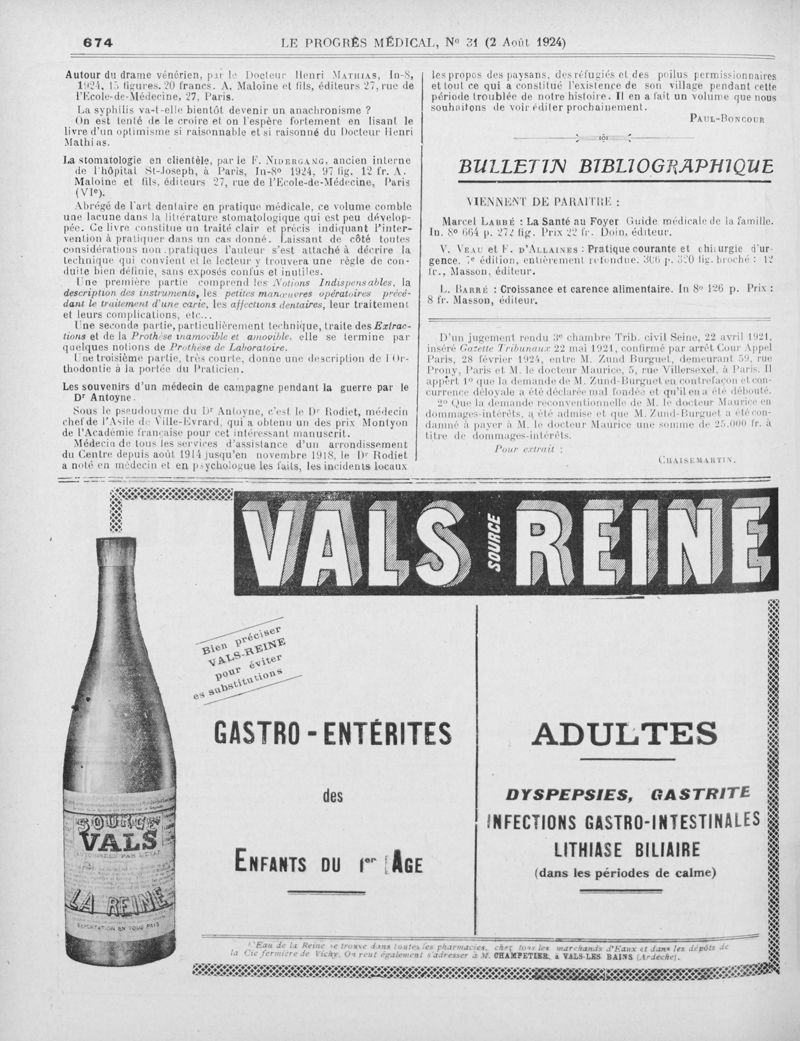 674
LE PROGRÈS MÉDICAL, No 31 (2 Août 1924)
Autour du drame vénérien, par le Docteur Henri MATHIAS, In-8,
1924, 15 figures. 20 francs. A. Maloine et fils, éditeurs 27, rue de
l'Ecole-de-Médecine, 27, Paris.
La syphilis va-t-elle bientôt devenir un anachronisme ?
On est tenté de le croire et on l'espère fortement en lisant le
livre d'un optimisme si raisonnable et si raisonné du Docteur Henri
Mathias.
La stomatologie en clientèle, par le F. NIDERGANG, ancien interne
de l'hôpital St-Joseph, à Paris, In-8o 1924, 97 fig. 12 fr. A.
Maloine et fils, éditeurs 27, rue de l'Ecole-de-Médecine, Paris
(VIe).
Abrégé de l'art dentaire en pratique médicale, ce volume comble
une lacune dans la littérature stomatologique qui est peu dévelop-
pée. Ce livre constitue un traité clair et précis indiquant l'inter-
vention à pratiquer dans un cas donné. Laissant de côté toutes
considérations non pratiques l'auteur s'est attaché à décrire la
technique qui convient et le lecteur y trouvera une règle de con-
duite bien définie, sans exposés confus et inutiles.
Une première partie comprend les Notions Indispensables, la
description des instruments, les petites manœuvres opératoires précé-
dant le traitement d'une carie, les affections dentaires, leur traitement
et leurs complications, etc...
Une seconde partie, particulièrement technique, traite des Extrac-
tions et de la Prothèse inamovible et amovible, elle se termine par
quelques notions de Prothèse de Laboratoire.
Une troisième partie, très courte, donne une description de l'Or-
thodontie à la portée du Praticien.
Les souvenirs d'un médecin de campagne pendant la guerre par le
Dr Antoyne.
Sous le pseudonyme du Dr Antoyne, c'est le Dr Rodiet, médecin
chef de l'Asile de Ville-Evrard, qui a obtenu un des prix Montyon
de l'Académie française pour cet intéressant manuscrit.
Médecin de tous les services d'assistance d'un arrondissement
du Centre depuis août 1914 jusqu'en novembre 1918, le Dr Rodiet
a noté en médecin et en psychologue les faits, les incidents locaux
les propos des paysans, des réfugiés et des poilus permissionnaires
et tout ce qui a constitué l'existence de son village pendant cette
période troublée de notre histoire. Il en a fait un volume que nous
souhaitons de voir éditer prochainement.
PAUL-BONCOUR
BULLETIN BIBLIOGRAPHIQUE
VIENNENT DE PARAITRE :
Marcel LABBÉ : La Santé au Foyer Guide médicale de la famille.
In. 8o 664 p. 272 fig. Prix 22 fr. Doin, éditeur.
V. VEAU et F. D'ALLAINES : Pratique courante et chirurgie d'ur-
gence. 7e édition, entièrement refondue. 366 p. 320 fig. broché : 12
fr., Masson, éditeur.
L. BARRÉ : Croissance et carence alimentaire. In 8o 126 p. Prix :
8 fr. Masson, éditeur.
D'un jugement rendu 3e chambre Trib. civil Seine, 22 avril 1921,
inséré Gazette Tribunaux 22 mai 1921, confirmé par arrêt Cour Appel
Paris, 28 février 1924, entre M. Zund Burguet, demeurant 59, rue
Prony, Paris et M. le docteur Maurice, 5, rue Villersexel, à Paris. Il
appert 1o que la demande de M. Zund-Burguet en contrefaçon et con-
currence déloyale a été déclarée mal fondée et qu'il en a été débouté.
2o Que la demande reconventionnelle de M. le docteur Maurice en
dommages-intérêts, a été admise et que M. Zund-Burguet a été con-
damné à payer à M. le docteur Maurice une somme de 25.000 fr. à
titre de dommages-intérêts.
Pour extrait :
CHAISEMARTIN.
VALS SOURCE REINE
Bien préciser
VALS-REINE
pour éviter
es substitutions
GASTRO-ENTÉRITES
des
ENFANTS DU 1er AGE
ADULTES
DYSPEPSIES, GASTRITE
INFECTIONS GASTRO-INTESTINALES
LITHIASE BILIAIRE
(dans les périodes de calme)
SOURCE
VALS
LA REINE
EXPORTATION EN TOUS PAYS
L'Eau de la Reine se trouve dans toutes les pharmacies, chez tous les marchands d'Eaux et dans les dépôts de
la Cie fermière de Vichy. On peut également s'adresser à M. CHAMPETIER, à VALS-LES BAINS (Ardèche).